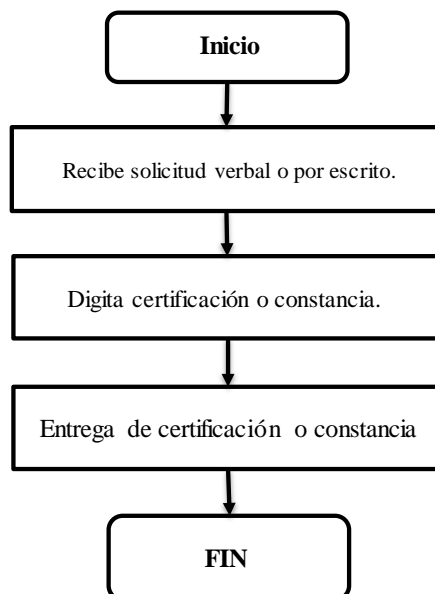 Inicio
Recibe solicitud verbal o por escrito.
Digita certificación o constancia.
Entrega de certificación o constancia
FIN